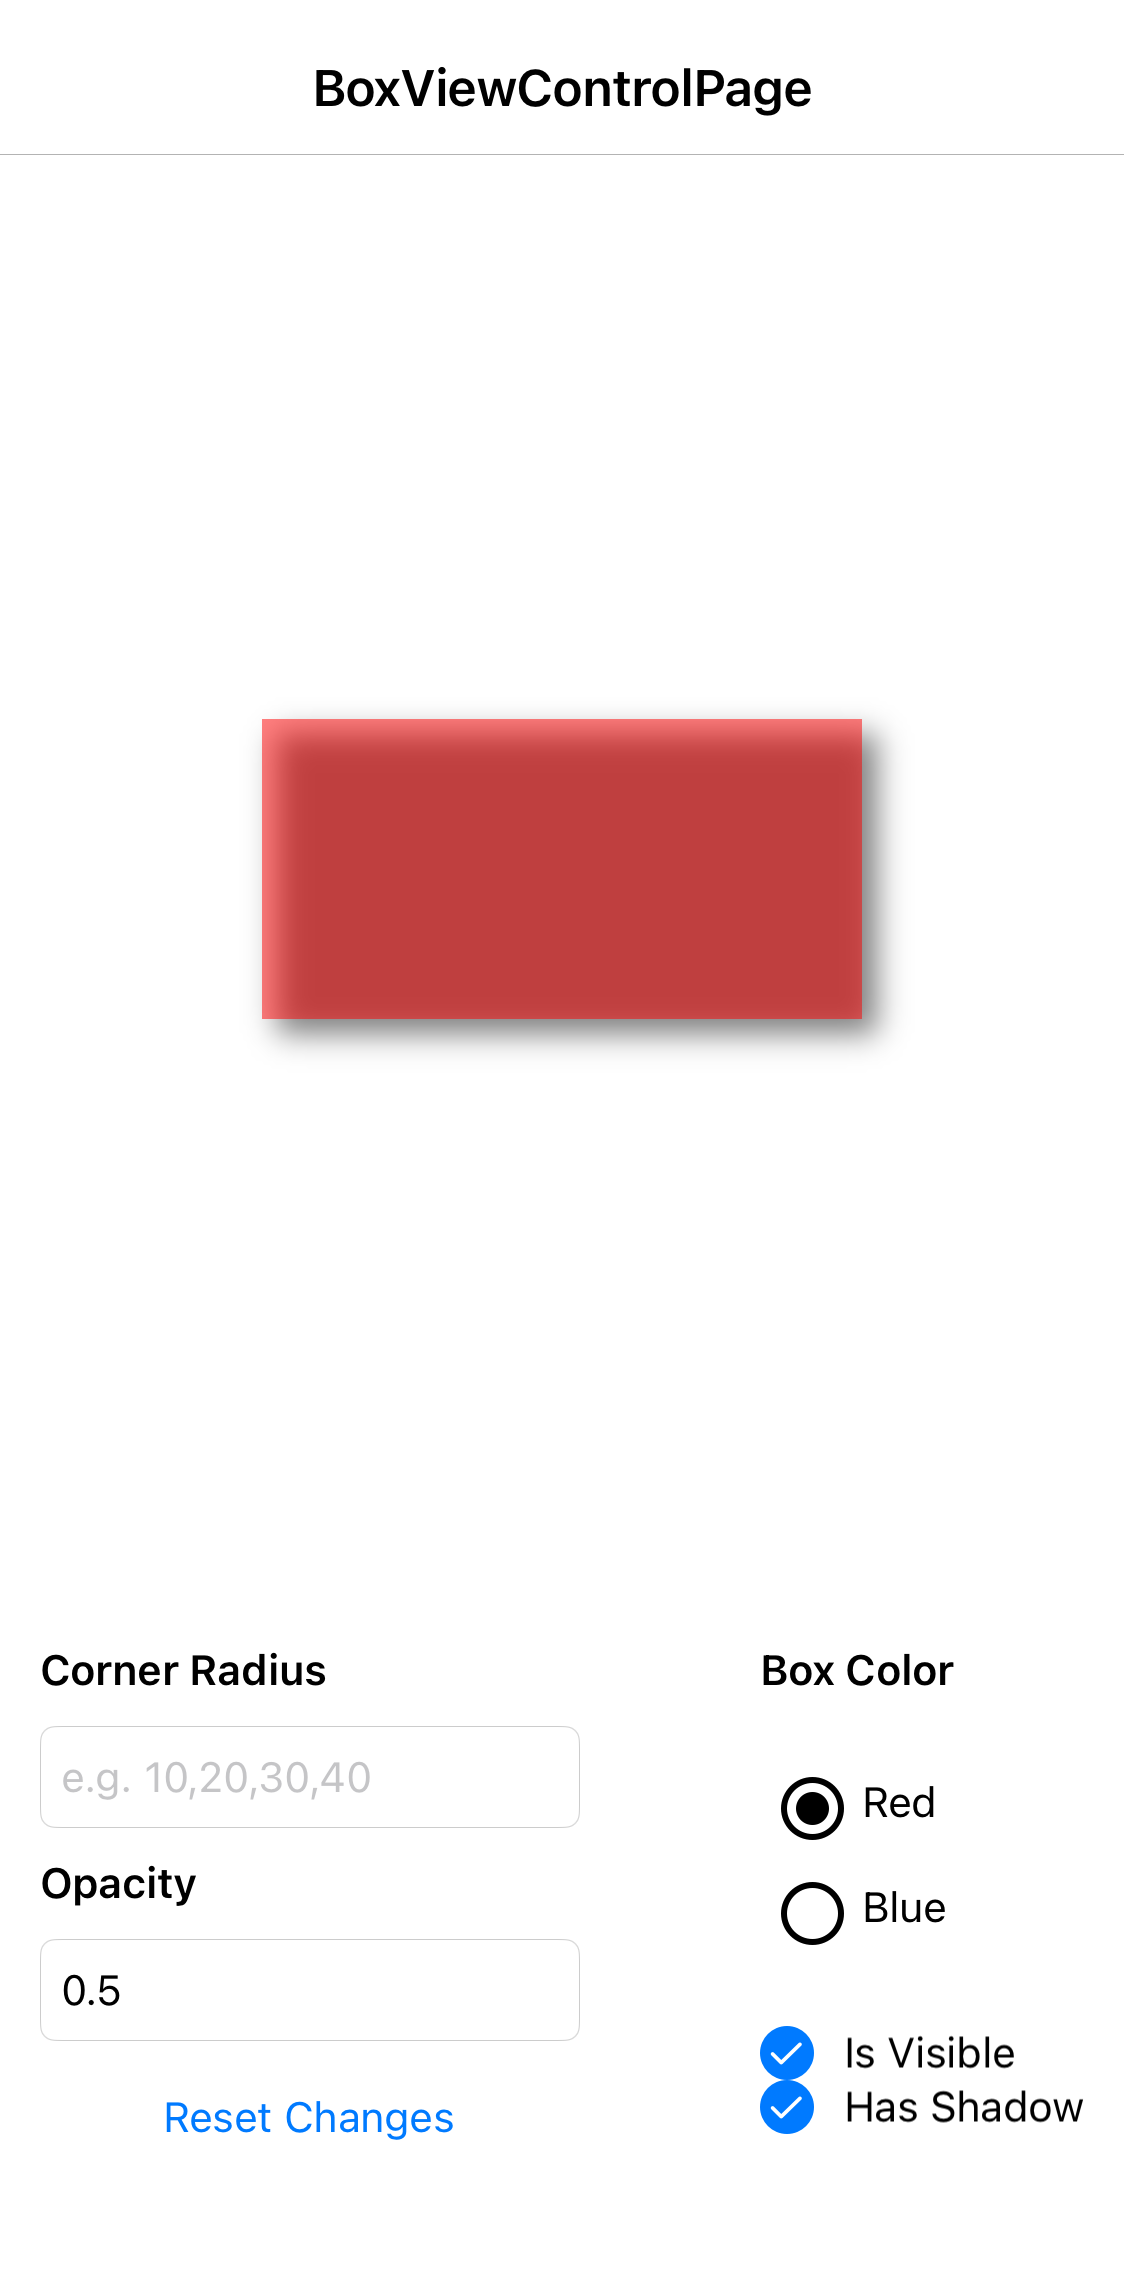 BoxViewControlPage
Corner Radius
e.g. 10,20,30,40
Opacity
0.5
Reset Changes
Box Color
Red
Blue
Is Visible
Has Shadow